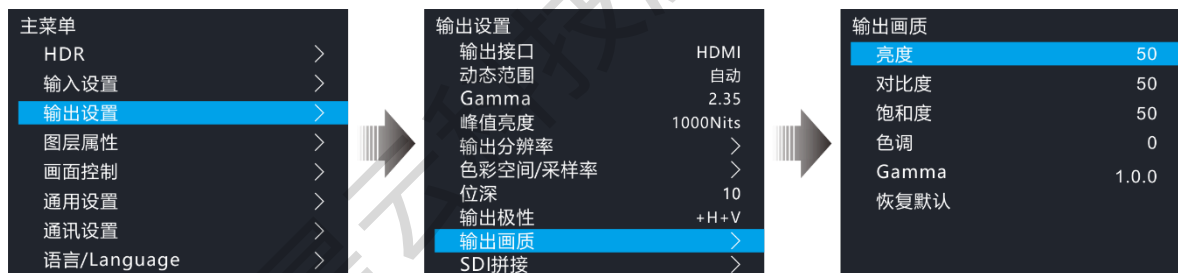 主菜单
HDR >
输入设置 >
输出设置 >
图层属性 >
画面控制 >
通用设置 >
通讯设置 >
语言/Language >
输出设置
输出接口 HDMI
动态范围 自动
Gamma 2.35
峰值亮度 1000Nits
输出分辨率 >
色彩空间/采样率 >
位深 10
输出极性 +H+V
输出画质 >
SDI拼接 >
输出画质
亮度 50
对比度 50
饱和度 50
色调 0
Gamma 1.0.0
恢复默认